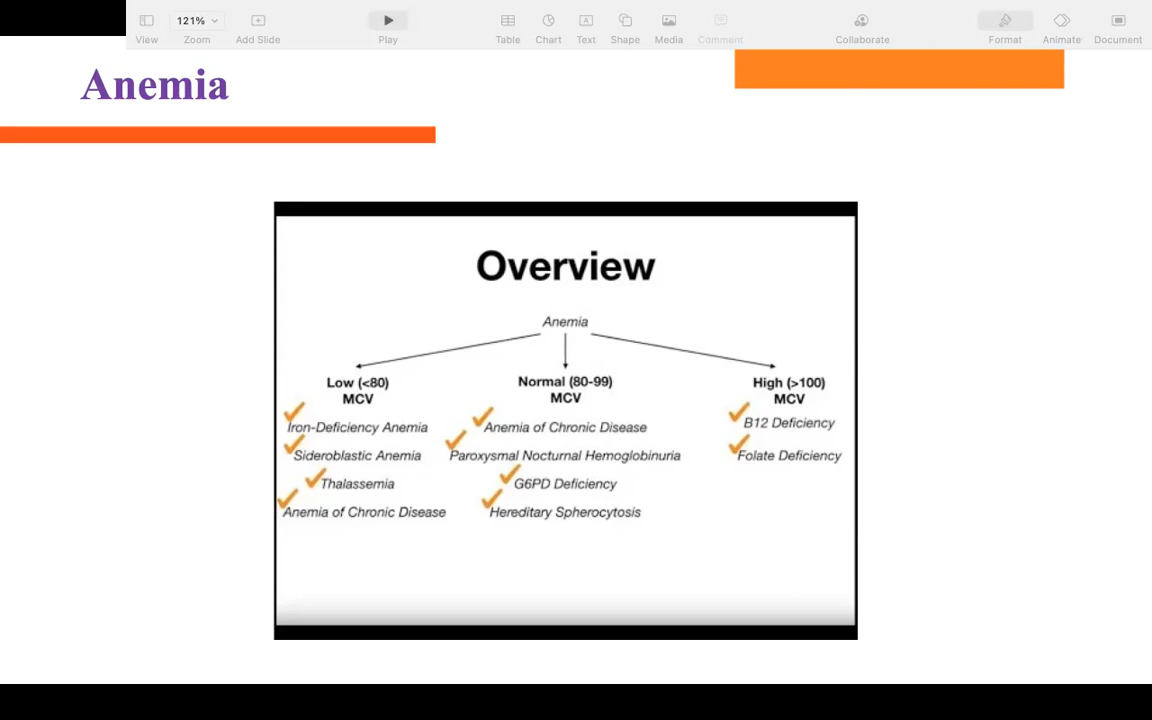 121%
View
Zoom
Add Slide
Play
Table
Chart
Text
Shape
Media
Comment
Collaborate
Format
Animate
Document
Anemia
Overview
Anemia
Low (<80)
MCV
Iron-Deficiency Anemia
Sideroblastic Anemia
Thalassemia
Anemia of Chronic Disease
Normal (80-99)
MCV
Anemia of Chronic Disease
Paroxysmal Nocturnal Hemoglobinuria
G6PD Deficiency
Hereditary Spherocytosis
High (>100)
MCV
B12 Deficiency
Folate Deficiency